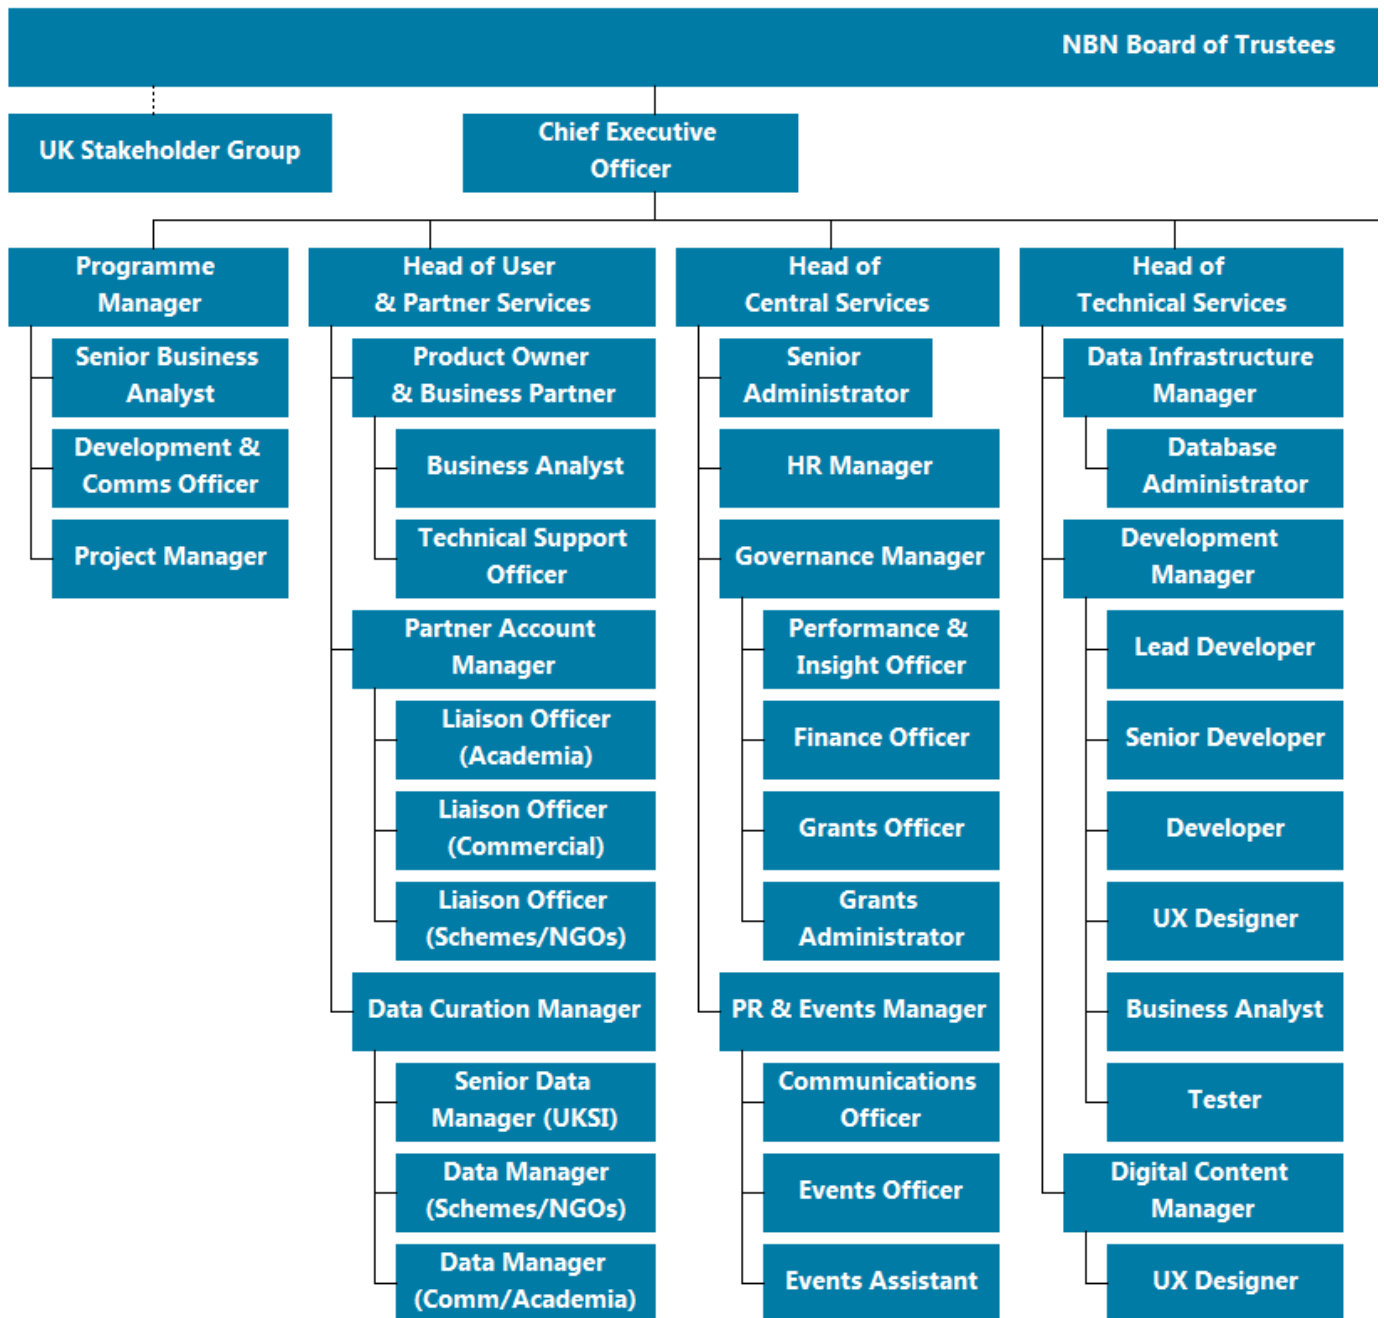 NBN Board of Trustees
UK Stakeholder Group
Chief Executive
Officer
Programme
Manager
Senior Business
Analyst
Development &
Comms Officer
Project Manager
Head of User
& Partner Services
Product Owner
& Business Partner
Business Analyst
Technical Support
Officer
Partner Account
Manager
Liaison Officer
(Academia)
Liaison Officer
(Commercial)
Liaison Officer
(Schemes/NGOs)
Data Curation Manager
Senior Data
Manager (UKSI)
Data Manager
(Schemes/NGOs)
Data Manager
(Comm/Academia)
Head of
Central Services
Senior
Administrator
HR Manager
Governance Manager
Performance &
Insight Officer
Finance Officer
Grants Officer
Grants
Administrator
PR & Events Manager
Communications
Officer
Events Officer
Events Assistant
Head of
Technical Services
Data Infrastructure
Manager
Database
Administrator
Development
Manager
Lead Developer
Senior Developer
Developer
UX Designer
Business Analyst
Tester
Digital Content
Manager
UX Designer